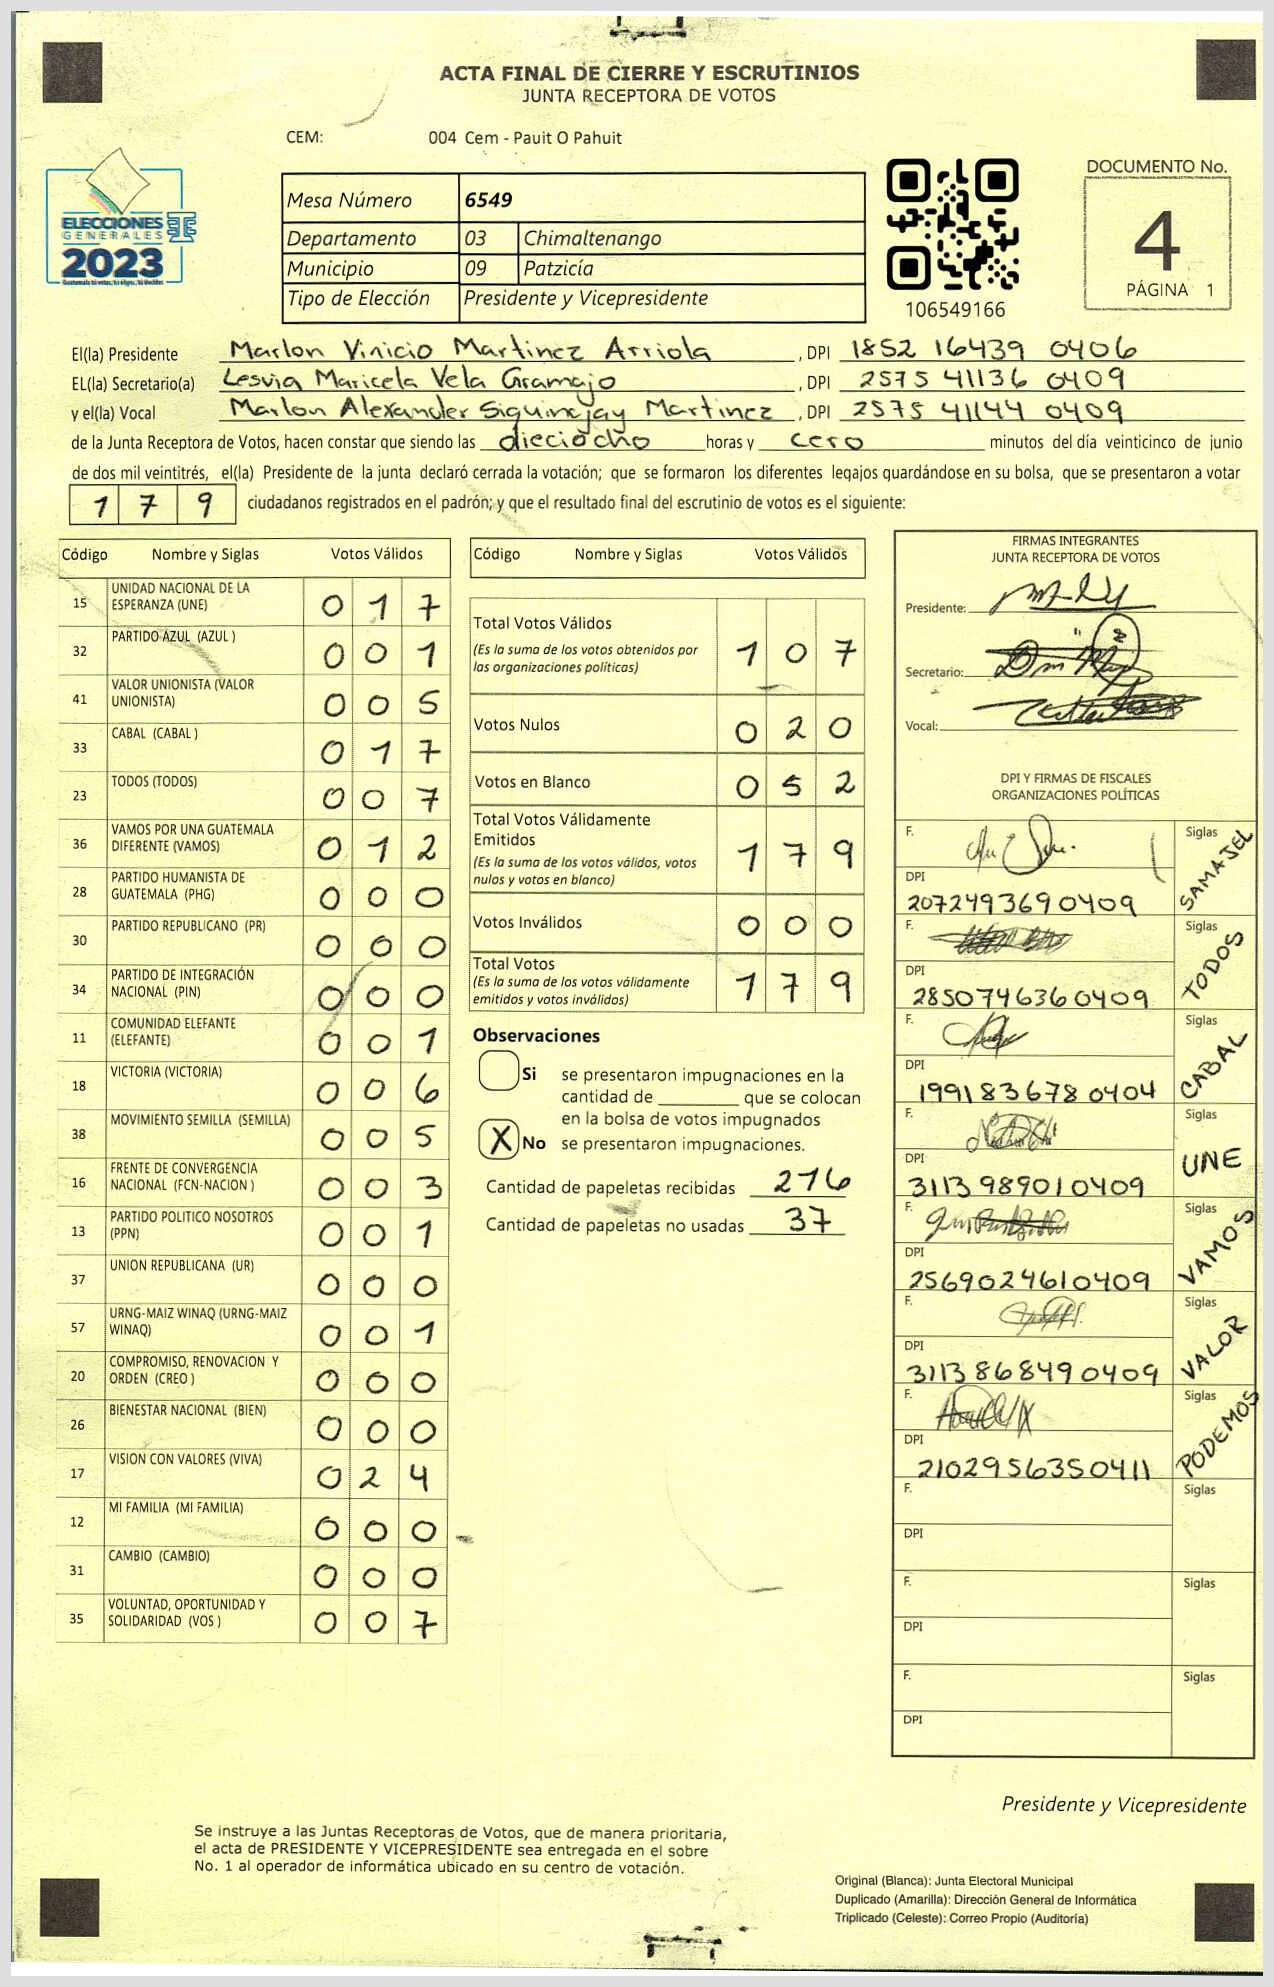 ACTA FINAL DE CIERRE Y ESCRUTINIOS
JUNTA RECEPTORA DE VOTOS
CEM: 004 Cem - Pauit O Pahuit
ELECCIONES
GENERALES
2023
Mesa Número 6549
Departamento 03 Chimaltenango
Municipio 09 Patzicía
Tipo de Elección Presidente y Vicepresidente
106549166
DOCUMENTO No.
4
PÁGINA 1
El(la) Presidente Marlon Vinicio Martinez Arriola , DPI 1852 16439 0406
EL(la) Secretario(a) Lesvia Maricela Vela Gramajo , DPI 2575 41136 0409
y el(la) Vocal Marlon Alexander Siquinajay Martinez , DPI 2575 41144 0409
de la Junta Receptora de Votos, hacen constar que siendo las dieciocho horas y cero minutos del día veinticinco de junio
de dos mil veintitrés, el(la) Presidente de la junta declaró cerrada la votación; que se formaron los diferentes legajos guardándose en su bolsa, que se presentaron a votar
1 7 9 ciudadanos registrados en el padrón; y que el resultado final del escrutinio de votos es el siguiente:
Código Nombre y Siglas Votos Válidos
15 UNIDAD NACIONAL DE LA ESPERANZA (UNE) 0 1 7
32 PARTIDO AZUL (AZUL ) 0 0 1
41 VALOR UNIONISTA (VALOR UNIONISTA) 0 0 5
33 CABAL (CABAL ) 0 1 7
23 TODOS (TODOS) 0 0 7
36 VAMOS POR UNA GUATEMALA DIFERENTE (VAMOS) 0 1 2
28 PARTIDO HUMANISTA DE GUATEMALA (PHG) 0 0 0
30 PARTIDO REPUBLICANO (PR) 0 0 0
34 PARTIDO DE INTEGRACIÓN NACIONAL (PIN) 0 0 0
11 COMUNIDAD ELEFANTE (ELEFANTE) 0 0 1
18 VICTORIA (VICTORIA) 0 0 6
38 MOVIMIENTO SEMILLA (SEMILLA) 0 0 5
16 FRENTE DE CONVERGENCIA NACIONAL (FCN-NACION ) 0 0 3
13 PARTIDO POLITICO NOSOTROS (PPN) 0 0 1
37 UNION REPUBLICANA (UR) 0 0 0
57 URNG-MAIZ WINAQ (URNG-MAIZ WINAQ) 0 0 1
20 COMPROMISO, RENOVACION Y ORDEN (CREO ) 0 0 0
26 BIENESTAR NACIONAL (BIEN) 0 0 0
17 VISION CON VALORES (VIVA) 0 2 4
12 MI FAMILIA (MI FAMILIA) 0 0 0
31 CAMBIO (CAMBIO) 0 0 0
35 VOLUNTAD, OPORTUNIDAD Y SOLIDARIDAD (VOS ) 0 0 7
Código Nombre y Siglas Votos Válidos
Total Votos Válidos 1 0 7
(Es la suma de los votos obtenidos por
las organizaciones políticas)
Votos Nulos 0 2 0
Votos en Blanco 0 5 2
Total Votos Válidamente
Emitidos 1 7 9
(Es la suma de los votos válidos, votos
nulos y votos en blanco)
Votos Inválidos 0 0 0
Total Votos 1 7 9
(Es la suma de los votos válidamente
emitidos y votos inválidos)
Observaciones
Si se presentaron impugnaciones en la
cantidad de ________ que se colocan
en la bolsa de votos impugnados
X No se presentaron impugnaciones.
Cantidad de papeletas recibidas 216
Cantidad de papeletas no usadas 37
FIRMAS INTEGRANTES
JUNTA RECEPTORA DE VOTOS
Presidente:
Secretario:
Vocal:
DPI Y FIRMAS DE FISCALES
ORGANIZACIONES POLÍTICAS
F. Siglas SAMAJEL
DPI 2072493690409
F. Siglas TODOS
DPI 2850746360409
F. Siglas CABAL
DPI 1991836780404
F. Siglas UNE
DPI 3113989010409
F. Siglas VAMOS
DPI 2569024610409
F. Siglas VALOR
DPI 3113868490409
F. Siglas PODEMOS
DPI 2102956350411
F. Siglas
DPI
F. Siglas
DPI
F. Siglas
DPI
Presidente y Vicepresidente
Se instruye a las Juntas Receptoras de Votos, que de manera prioritaria,
el acta de PRESIDENTE Y VICEPRESIDENTE sea entregada en el sobre
No. 1 al operador de informática ubicado en su centro de votación.
Original (Blanca): Junta Electoral Municipal
Duplicado (Amarilla): Dirección General de Informática
Triplicado (Celeste): Correo Propio (Auditoría)